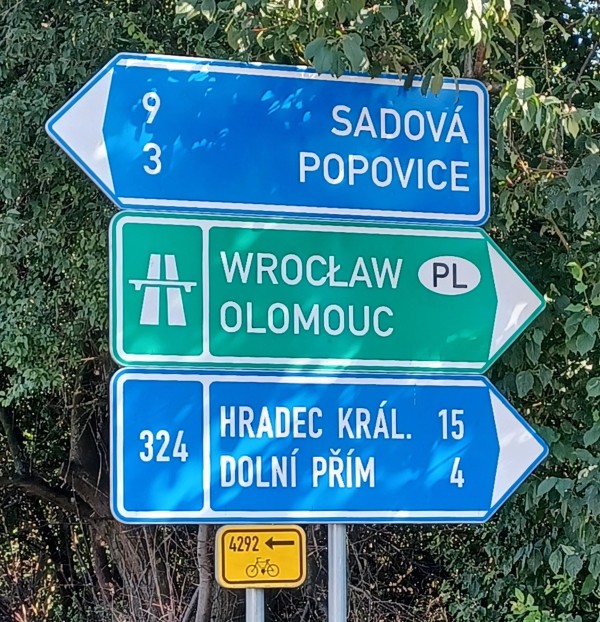 9 SADOVÁ
3 POPOVICE
WROCŁAW PL
OLOMOUC
324
HRADEC KRÁL. 15
DOLNÍ PŘÍM 4
4292